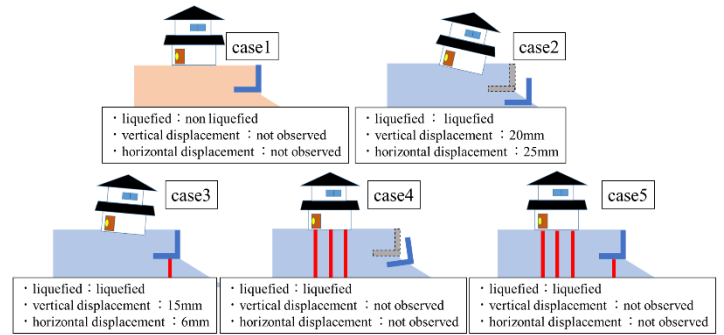 case1
・liquefied：non liquefied
・vertical displacement ：not observed
・horizontal displacement ：not observed
case2
・liquefied ： liquefied
・vertical displacement ：20mm
・horizontal displacement ：25mm
case3
・liquefied：liquefied
・vertical displacement ：15mm
・horizontal displacement ：6mm
case4
・liquefied：liquefied
・vertical displacement ：not observed
・horizontal displacement ：not observed
case5
・liquefied：liquefied
・vertical displacement ：not observed
・horizontal displacement ：not observed